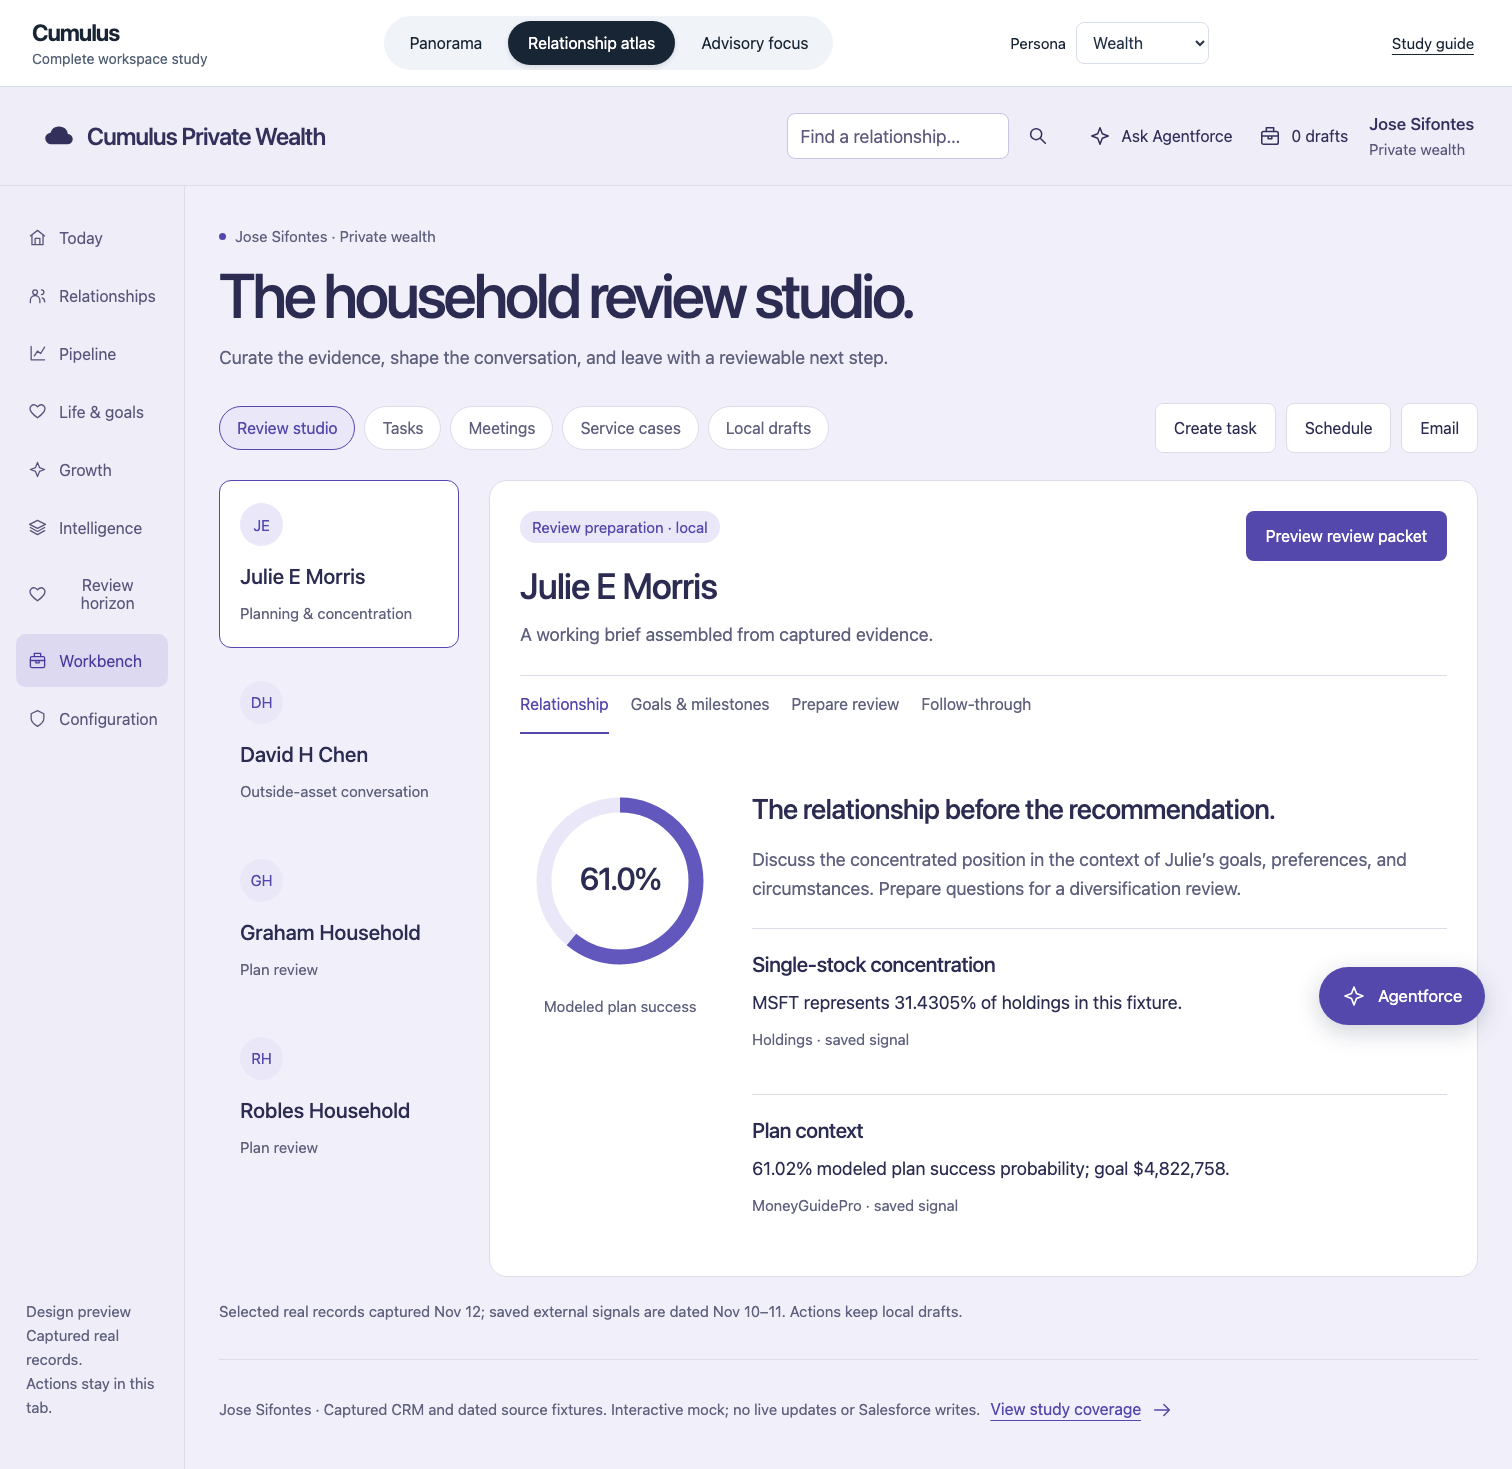 Cumulus
Complete workspace study
Panorama
Relationship atlas
Advisory focus
Persona
Wealth
Study guide
Cumulus Private Wealth
Find a relationship...
Ask Agentforce
0 drafts
Jose Sifontes
Private wealth
Today
Relationships
Pipeline
Life & goals
Growth
Intelligence
Review
horizon
Workbench
Configuration
Design preview
Captured real
records.
Actions stay in this
tab.
Jose Sifontes · Private wealth
The household review studio.
Curate the evidence, shape the conversation, and leave with a reviewable next step.
Review studio
Tasks
Meetings
Service cases
Local drafts
Create task
Schedule
Email
JE
Julie E Morris
Planning & concentration
DH
David H Chen
Outside-asset conversation
GH
Graham Household
Plan review
RH
Robles Household
Plan review
Review preparation · local
Preview review packet
Julie E Morris
A working brief assembled from captured evidence.
Relationship
Goals & milestones
Prepare review
Follow-through
61.0%
Modeled plan success
The relationship before the recommendation.
Discuss the concentrated position in the context of Julie's goals, preferences, and
circumstances. Prepare questions for a diversification review.
Single-stock concentration
MSFT represents 31.4305% of holdings in this fixture.
Holdings · saved signal
Agentforce
Plan context
61.02% modeled plan success probability; goal $4,822,758.
MoneyGuidePro · saved signal
Selected real records captured Nov 12; saved external signals are dated Nov 10–11. Actions keep local drafts.
Jose Sifontes · Captured CRM and dated source fixtures. Interactive mock; no live updates or Salesforce writes.
View study coverage